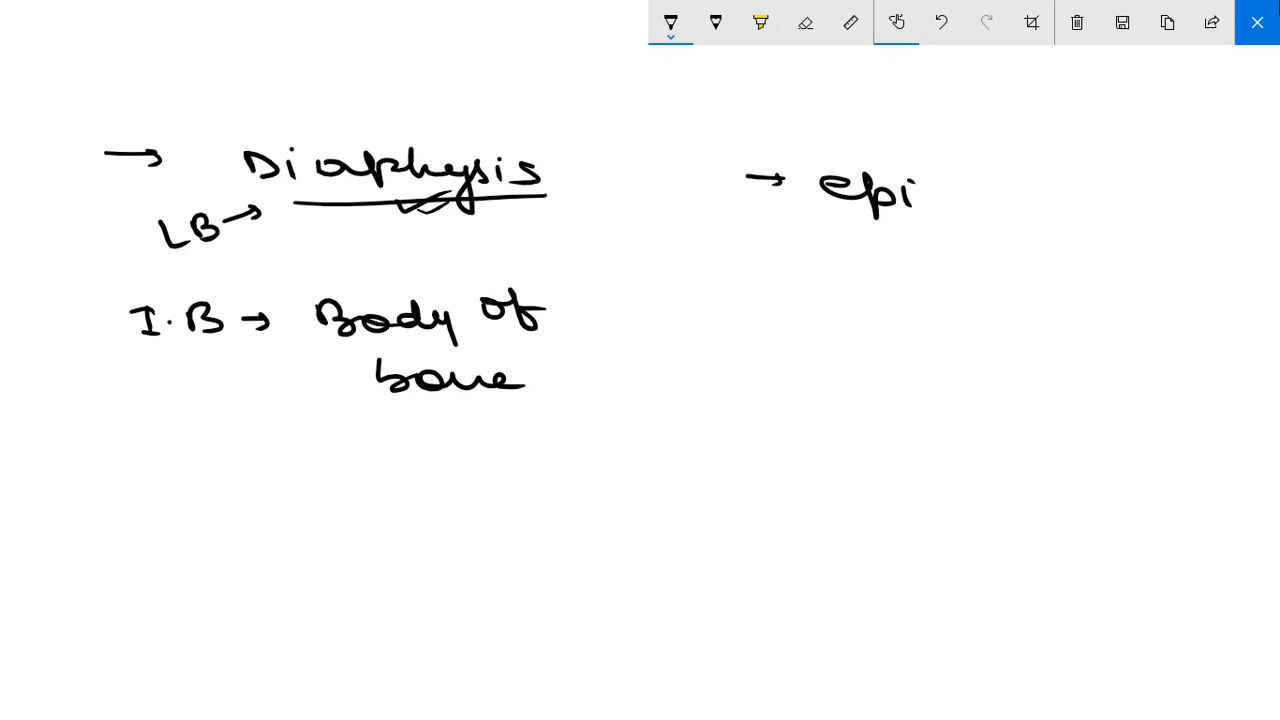 → Diaphysis
LB →
I.B → Body of
bone
→ epi